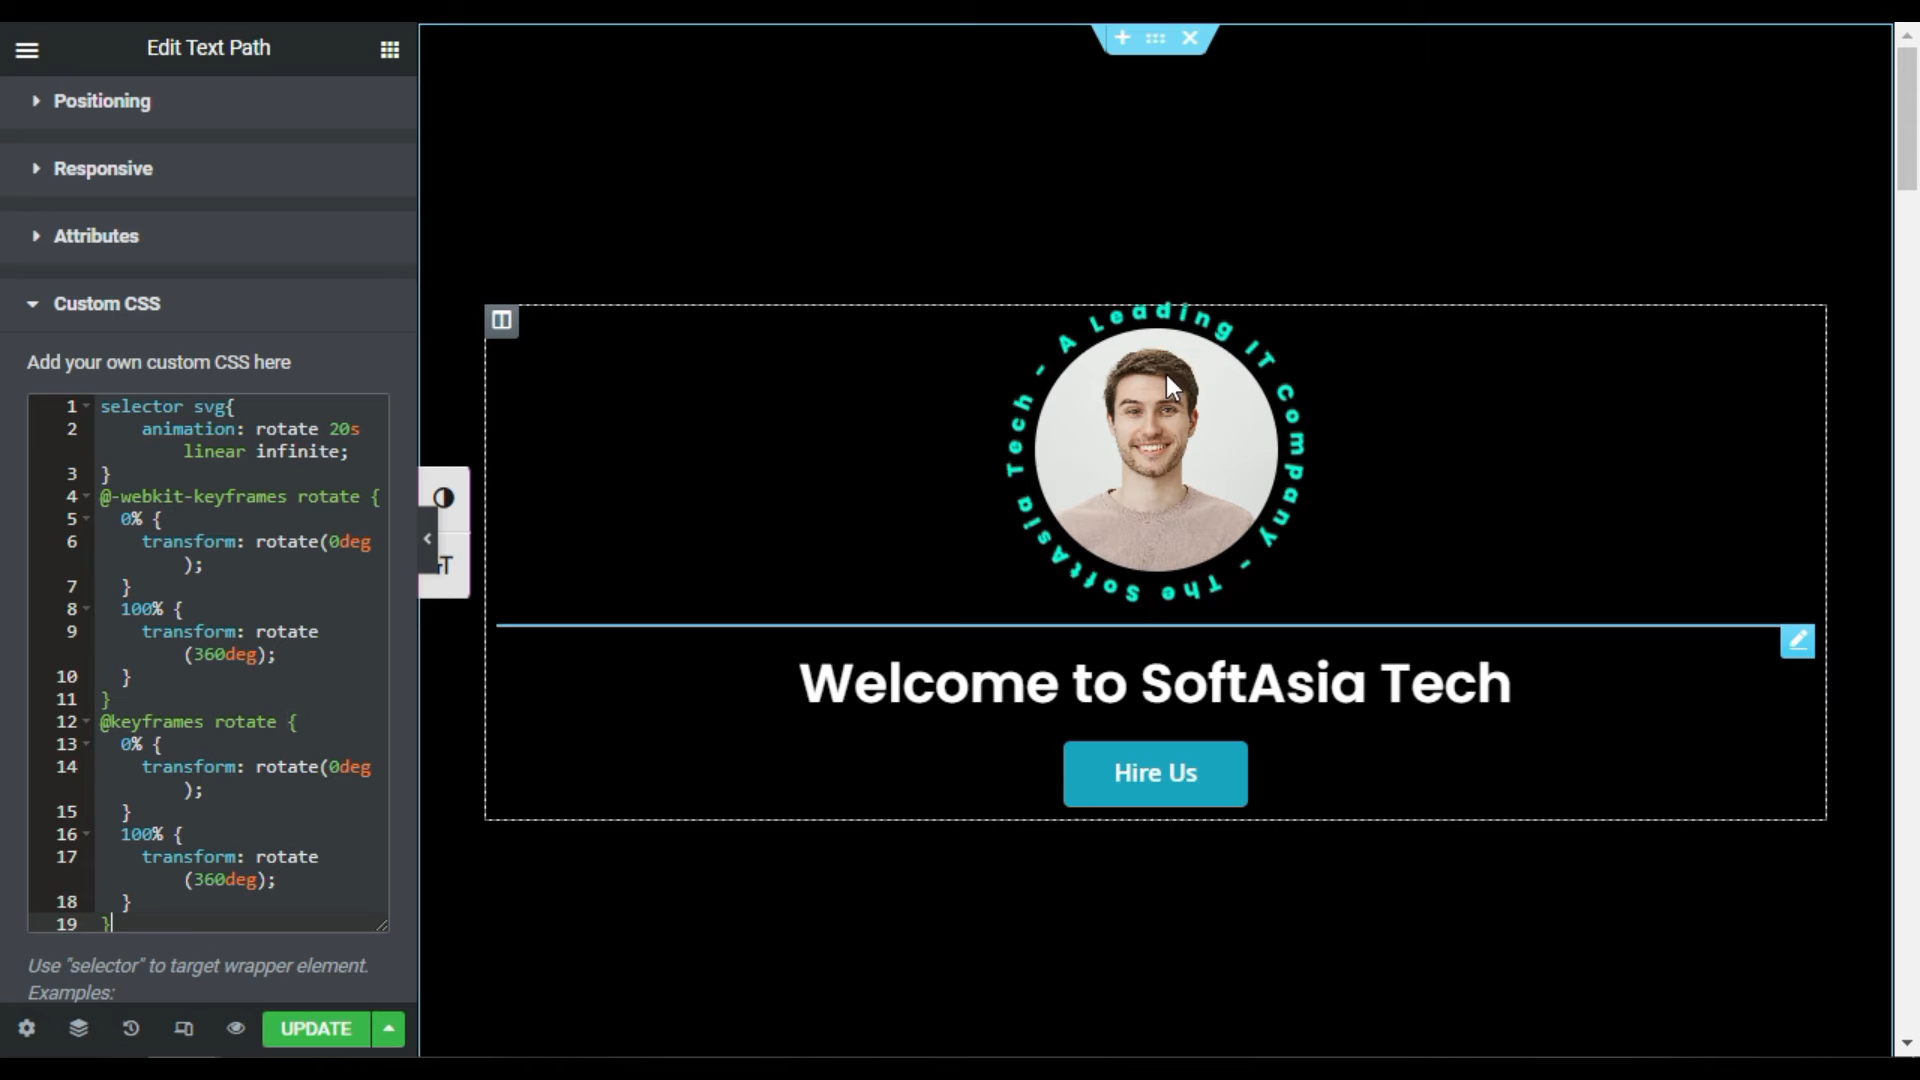 Edit Text Path
Positioning
Responsive
Attributes
Custom CSS
Add your own custom CSS here
1 selector svg{
2 animation: rotate 20s
linear infinite;
3 }
4 @-webkit-keyframes rotate {
5 0% {
6 transform: rotate(0deg
);
7 }
8 100% {
9 transform: rotate
(360deg);
10 }
11 }
12 @keyframes rotate {
13 0% {
14 transform: rotate(0deg
);
15 }
16 100% {
17 transform: rotate
(360deg);
18 }
19 }
Use "selector" to target wrapper element.
Examples:
UPDATE
The SoftAsia Tech - A Leading IT Company -
Welcome to SoftAsia Tech
Hire Us